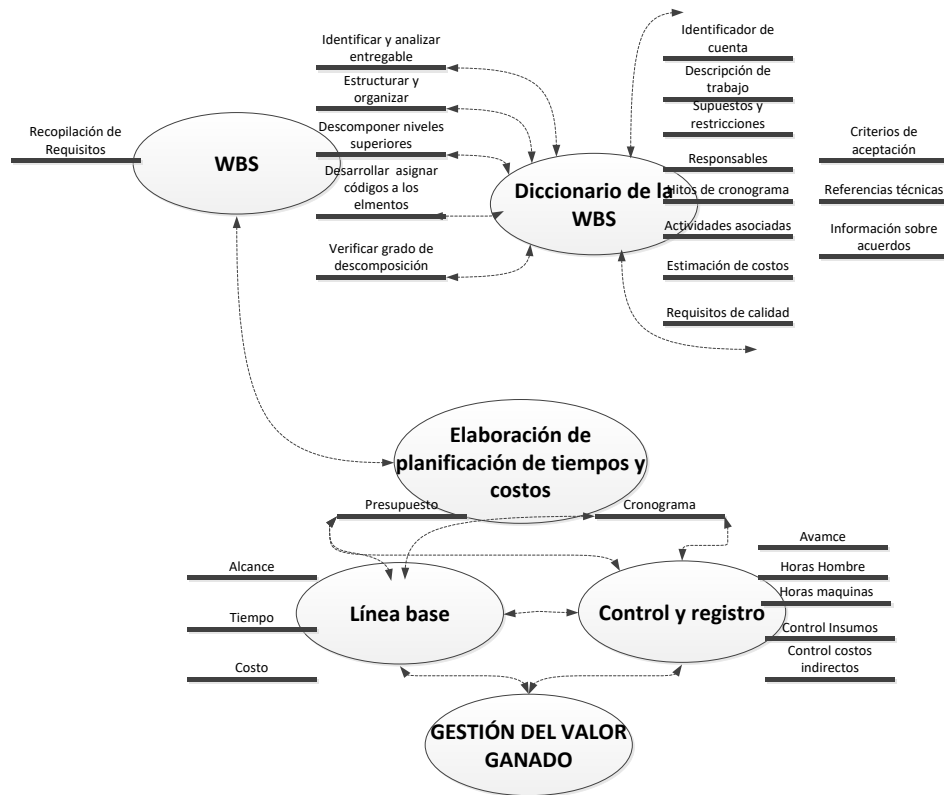 Identificar y analizar
entregable
Estructurar y
organizar
Descomponer niveles
superiores
Desarrollar asignar
códigos a los
elmentos
Verificar grado de
descomposición
Recopilación de
Requisitos
WBS
Diccionario de la
WBS
Identificador de
cuenta
Descripción de
trabajo
Supuestos y
restricciones
Responsables
Hitos de cronograma
Actividades asociadas
Estimación de costos
Requisitos de calidad
Criterios de
aceptación
Referencias técnicas
Información sobre
acuerdos
Elaboración de
planificación de tiempos y
costos
Presupuesto
Cronograma
Alcance
Tiempo
Costo
Línea base
Control y registro
Avamce
Horas Hombre
Horas maquinas
Control Insumos
Control costos
indirectos
GESTIÓN DEL VALOR
GANADO